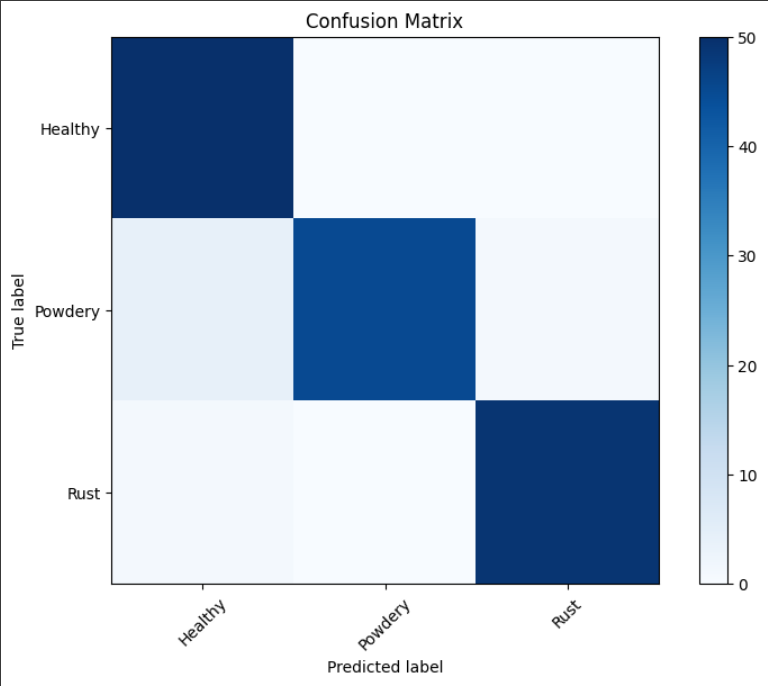 Confusion Matrix
Healthy
Powdery
Rust
True label
Healthy
Powdery
Rust
Predicted label
50
40
30
20
10
0